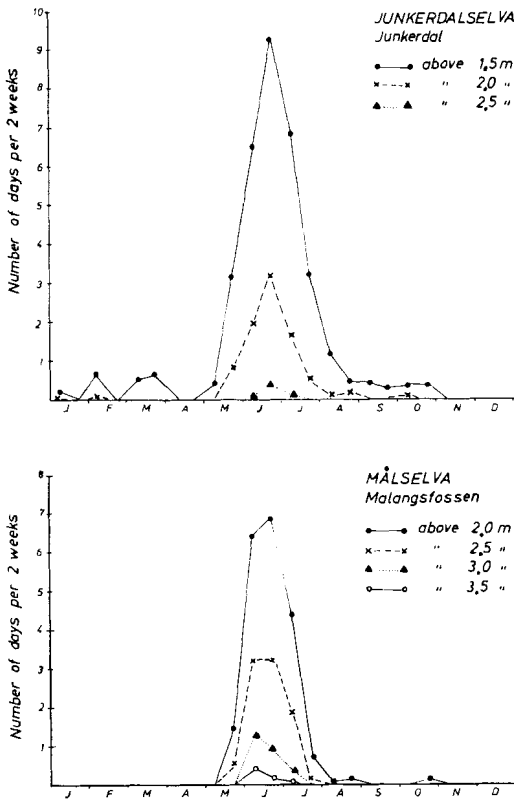 JUNKERDALSELVA
Junkerdal
above 1,5 m
" 2,0 "
" 2,5 "
Number of days per 2 weeks
10
9
8
7
6
5
4
3
2
1
J F M A M J J A S O N D
MÅLSELVA
Malangsfossen
above 2,0 m
" 2,5 "
" 3,0 "
" 3,5 "
Number of days per 2 weeks
8
7
6
5
4
3
2
1
J F M A M J J A S O N D